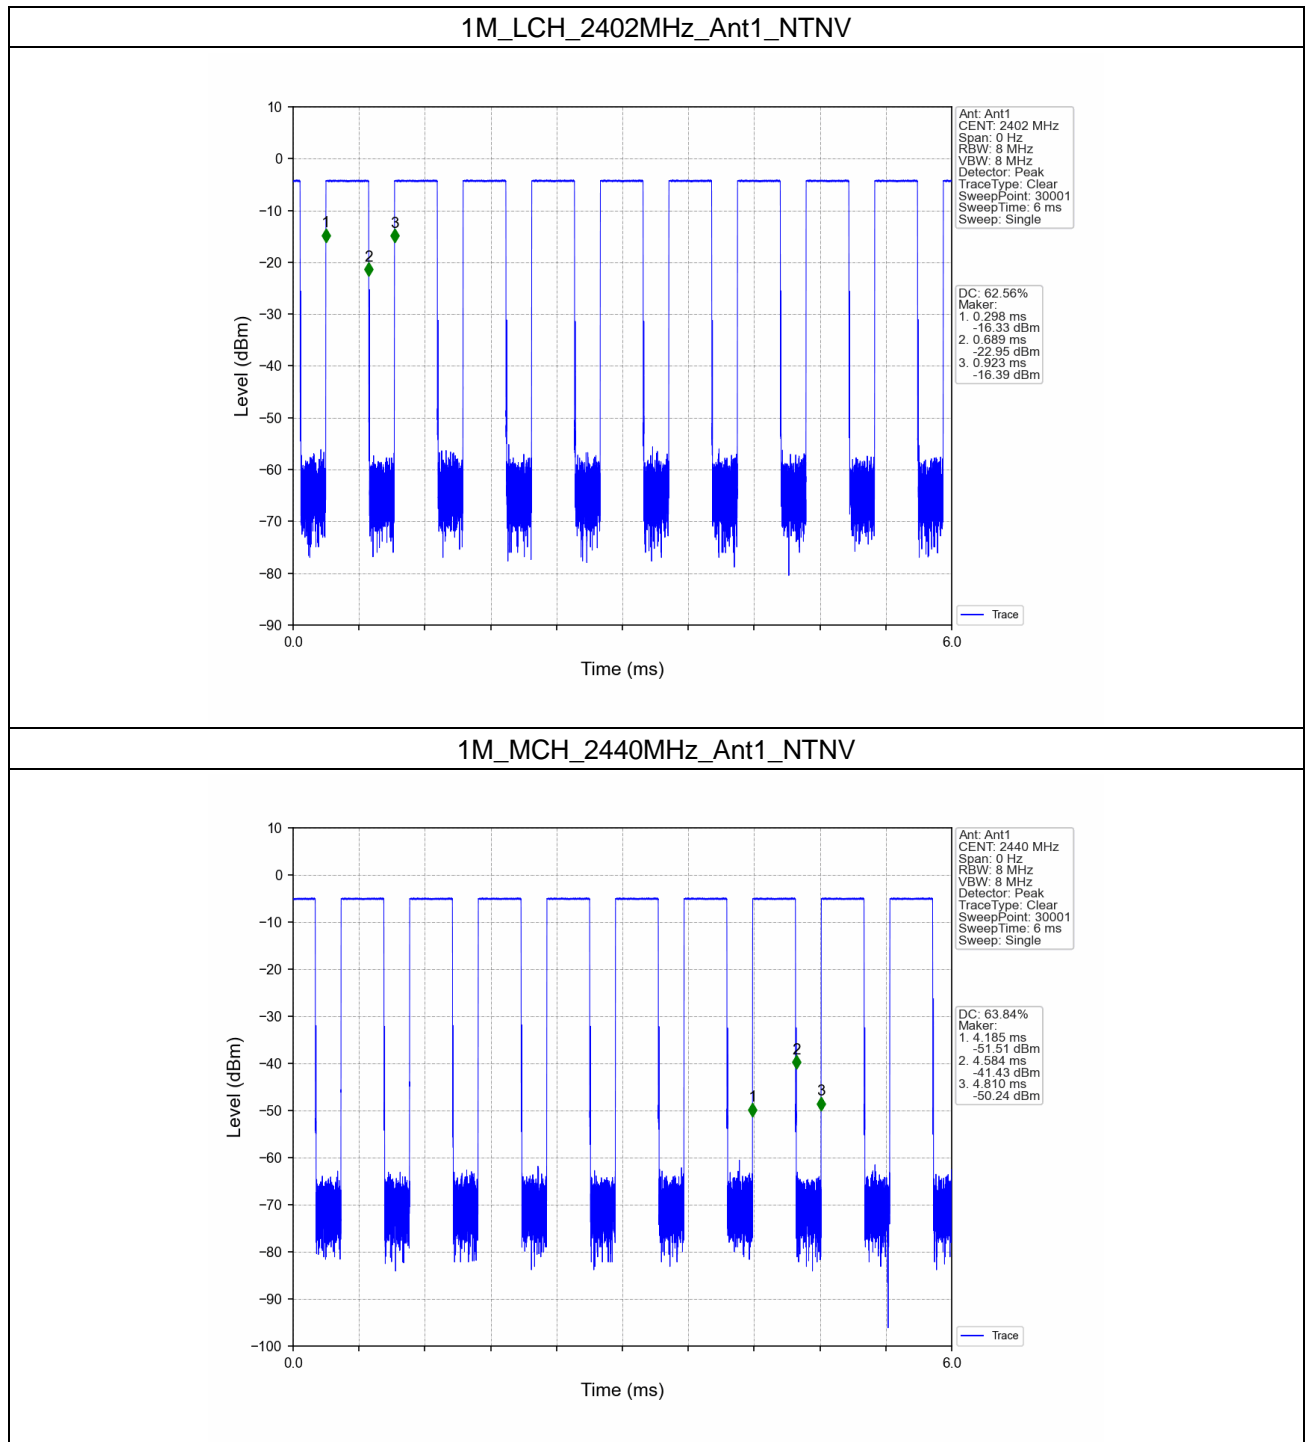 1M_LCH_2402MHz_Ant1_NTNV
10
0
−10
−20
−30
−40
−50
−60
−70
−80
−90
Level (dBm)
0.0
6.0
Time (ms)
1
2
3
Ant: Ant1
CENT: 2402 MHz
Span: 0 Hz
RBW: 8 MHz
VBW: 8 MHz
Detector: Peak
TraceType: Clear
SweepPoint: 30001
SweepTime: 6 ms
Sweep: Single
DC: 62.56%
Maker:
1. 0.298 ms
-16.33 dBm
2. 0.689 ms
-22.95 dBm
3. 0.923 ms
-16.39 dBm
Trace
1M_MCH_2440MHz_Ant1_NTNV
10
0
−10
−20
−30
−40
−50
−60
−70
−80
−90
−100
Level (dBm)
0.0
6.0
Time (ms)
1
2
3
Ant: Ant1
CENT: 2440 MHz
Span: 0 Hz
RBW: 8 MHz
VBW: 8 MHz
Detector: Peak
TraceType: Clear
SweepPoint: 30001
SweepTime: 6 ms
Sweep: Single
DC: 63.84%
Maker:
1. 4.185 ms
-51.51 dBm
2. 4.584 ms
-41.43 dBm
3. 4.810 ms
-50.24 dBm
Trace